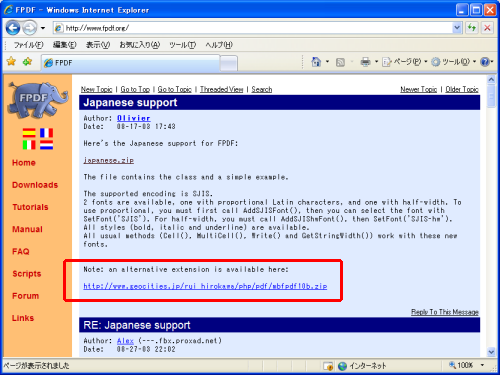 FPDF - Windows Internet Explorer
http://www.fpdf.org/
ファイル(F) 編集(E) 表示(V) お気に入り(A) ツール(T) ヘルプ(H)
FPDF ページ(P) ツール(O)
FPDF
Home
Downloads
Tutorials
Manual
FAQ
Scripts
Forum
Links
New Topic | Go to Top | Go to Topic | Threaded View | Search Newer Topic | Older Topic
Japanese support
Author: Olivier
Date: 08-17-03 17:43
Here's the Japanese support for FPDF:
japanese.zip
The file contains the class and a simple example.
The supported encoding is SJIS.
2 fonts are available, one with proportional Latin characters, and one with half-width. To
use proportional, you must first call AddSJISFont(), then you can select the font with
SetFont('SJIS'). For half-width, you must call AddSJIShwFont(), then SetFont('SJIS-hw').
All styles (bold, italic and underline) are available.
All usual methods (Cell(), MultiCell(), Write() and GetStringWidth()) work with these new
fonts.
Note: an alternative extension is available here:
http://www.geocities.jp/rui_hirokawa/php/pdf/mbfpdf10b.zip
Reply To This Message
RE: Japanese support
Author: Alex (---.fbx.proxad.net)
Date: 08-27-03 22:02
ページが表示されました インターネット 100%